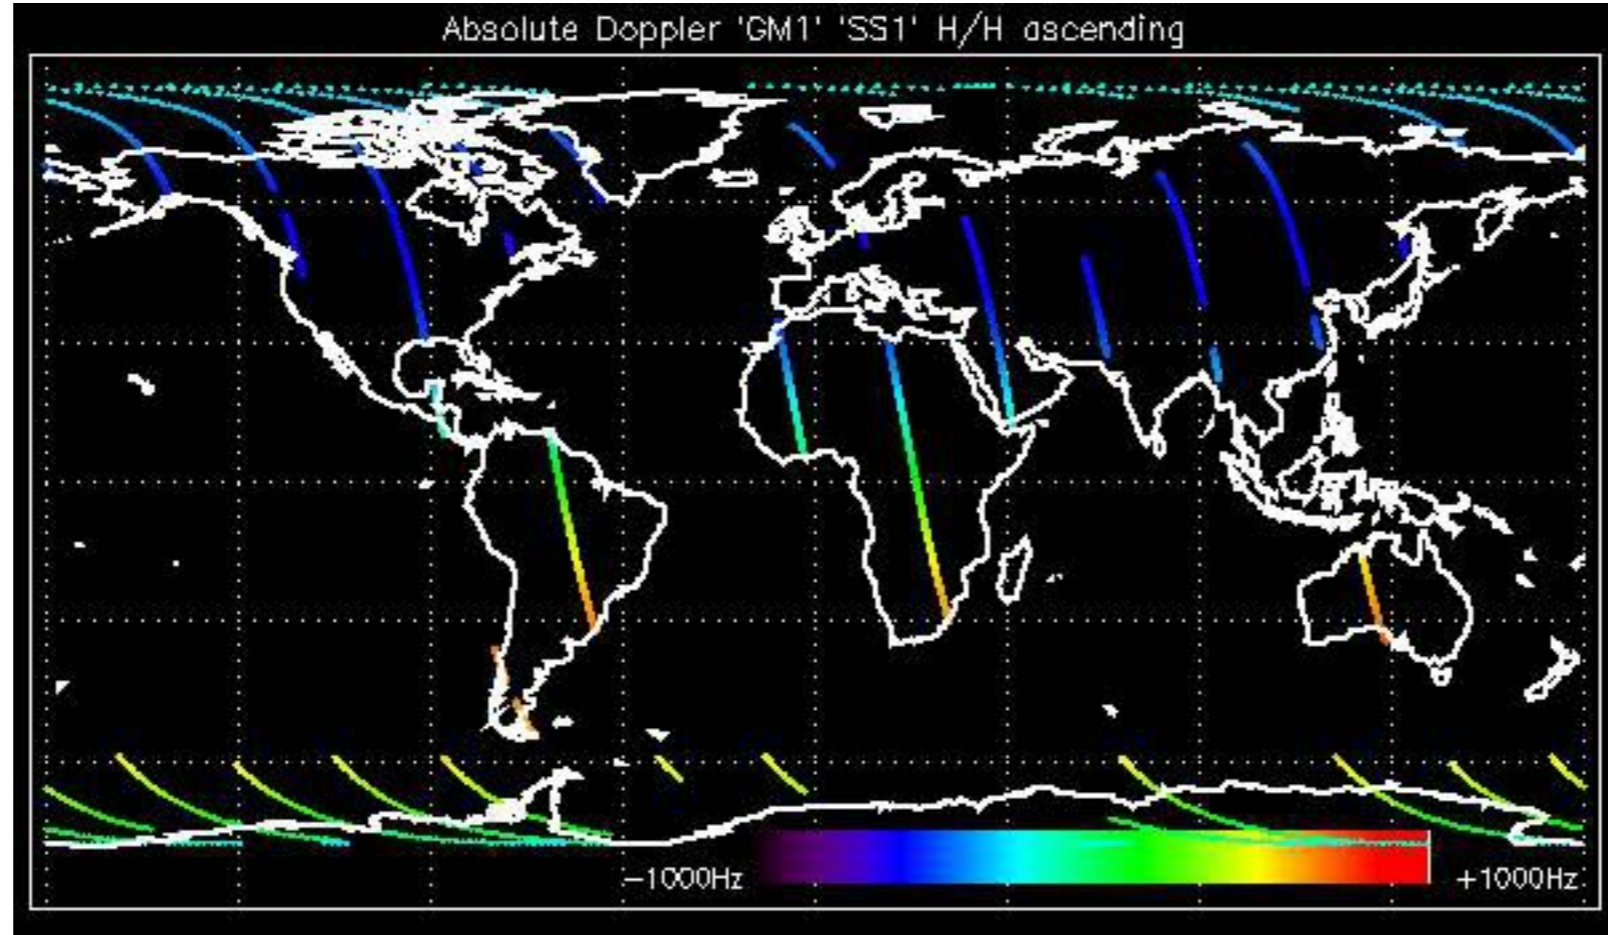 Absolute Doppler 'GM1' 'SS1' H/H ascending
-1000Hz +1000Hz